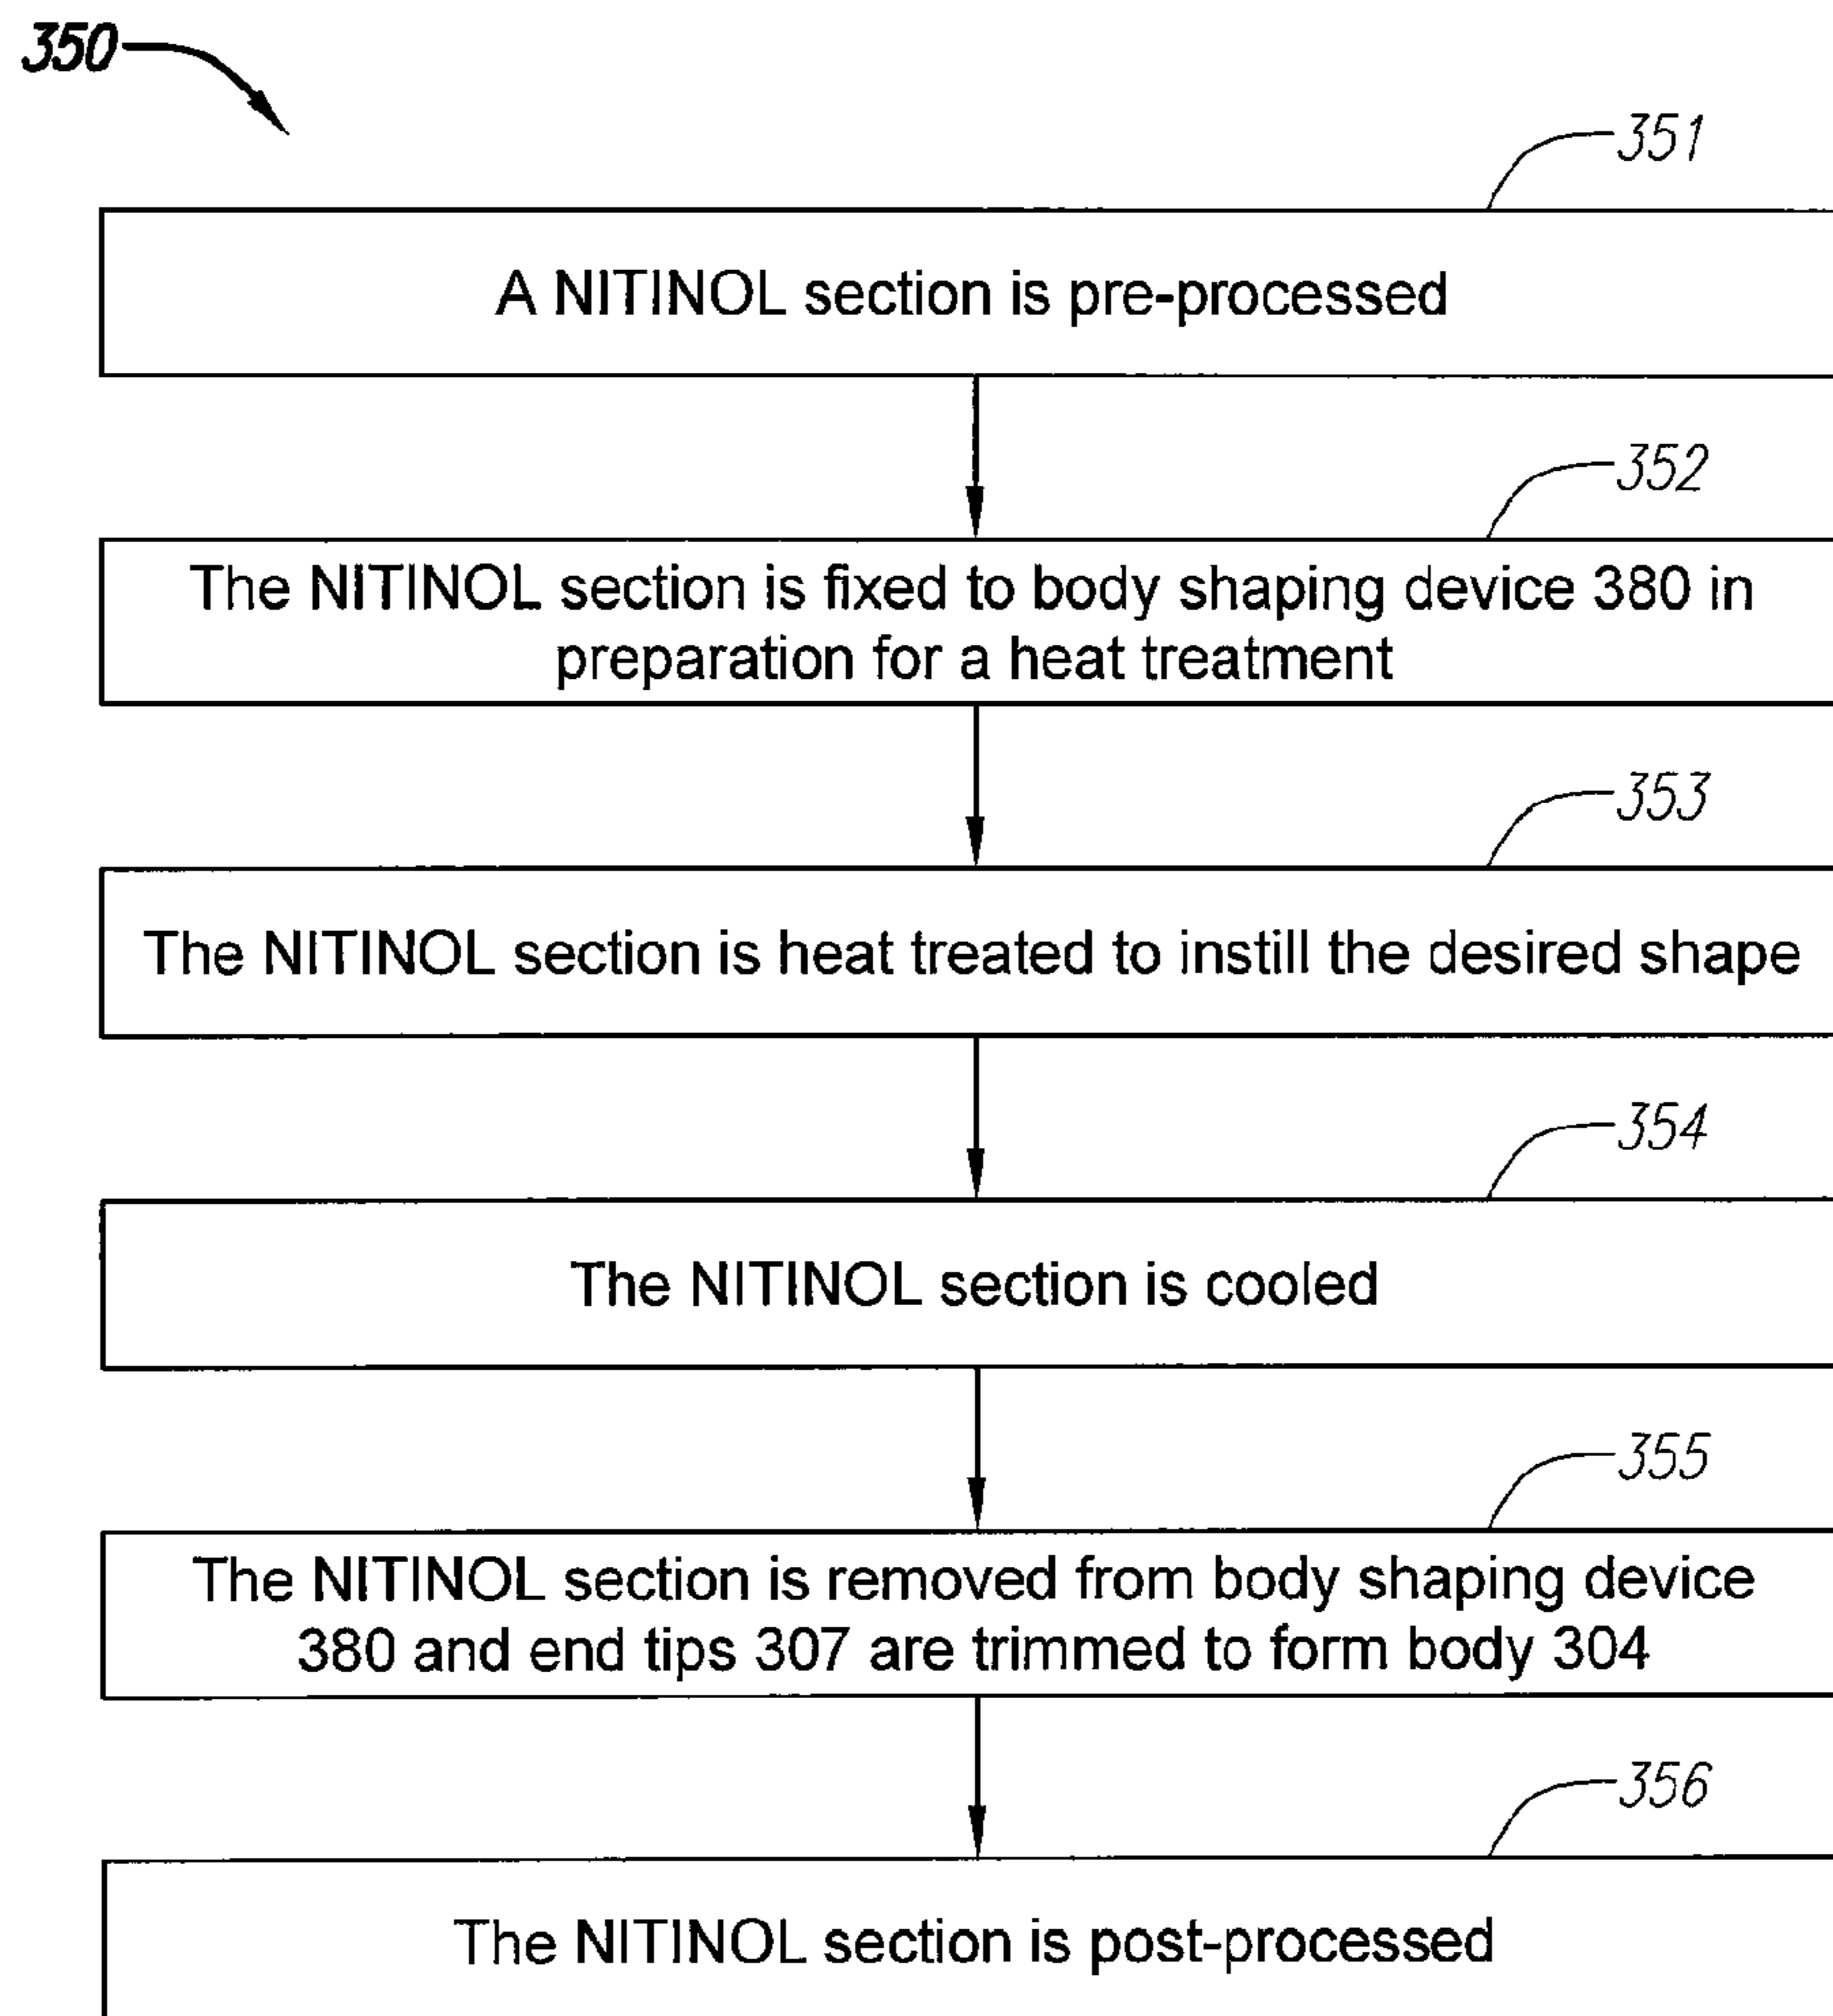 350
351
A NITINOL section is pre-processed
352
The NITINOL section is fixed to body shaping device 380 in
preparation for a heat treatment
353
The NITINOL section is heat treated to instill the desired shape
354
The NITINOL section is cooled
355
The NITINOL section is removed from body shaping device
380 and end tips 307 are trimmed to form body 304
356
The NITINOL section is post-processed